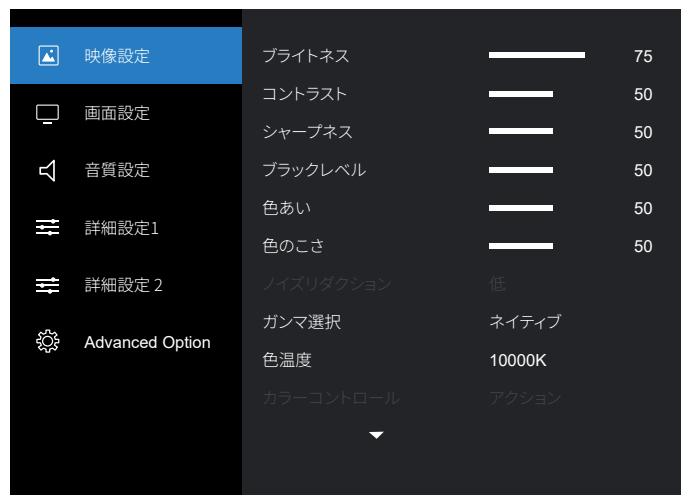 映像設定
画面設定
音質設定
詳細設定1
詳細設定 2
Advanced Option
ブライトネス 75
コントラスト 50
シャープネス 50
ブラックレベル 50
色あい 50
色のこさ 50
ノイズリダクション 低
ガンマ選択 ネイティブ
色温度 10000K
カラーコントロール アクション